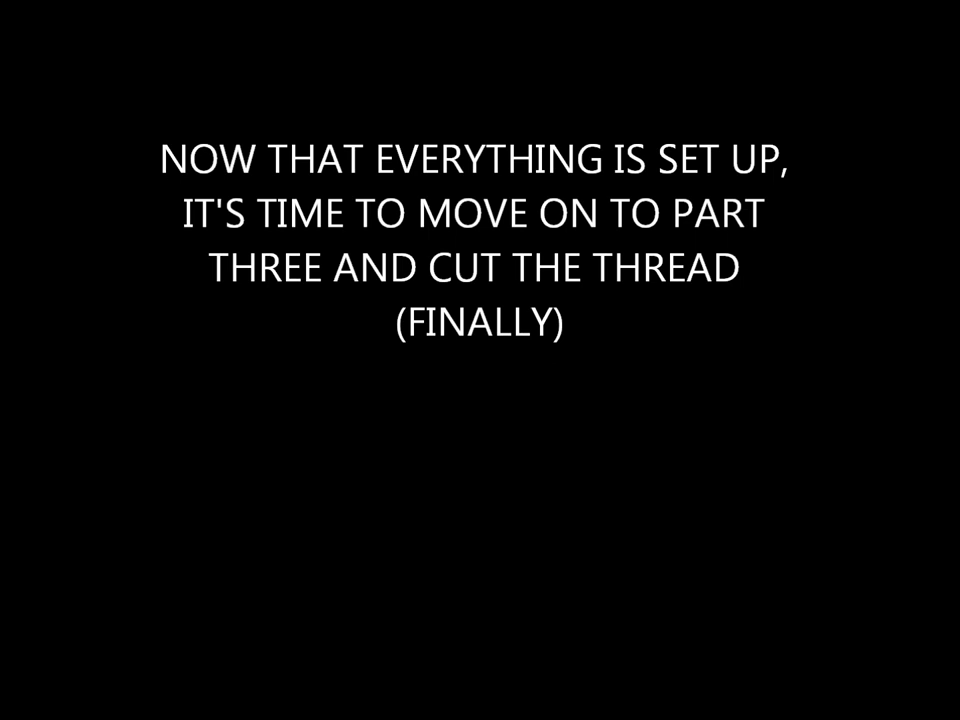 NOW THAT EVERYTHING IS SET UP,
IT'S TIME TO MOVE ON TO PART
THREE AND CUT THE THREAD
(FINALLY)